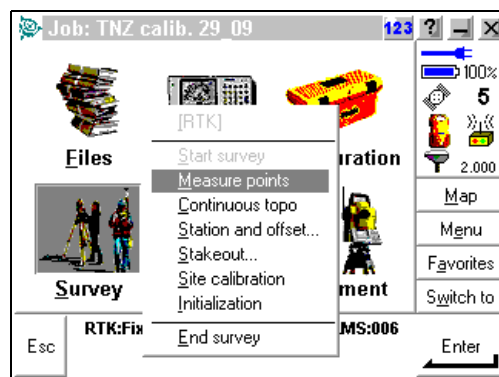 Job: TNZ calib. 29_09
123 ?
100%
5
2.000
Files
[RTK]
Start survey
Measure points
Continuous topo
Station and offset...
Stakeout...
Site calibration
Initialization
End survey
uration
Survey
ment
Map
Menu
Favorites
Switch to
Esc
RTK:Fix
MS:006
Enter